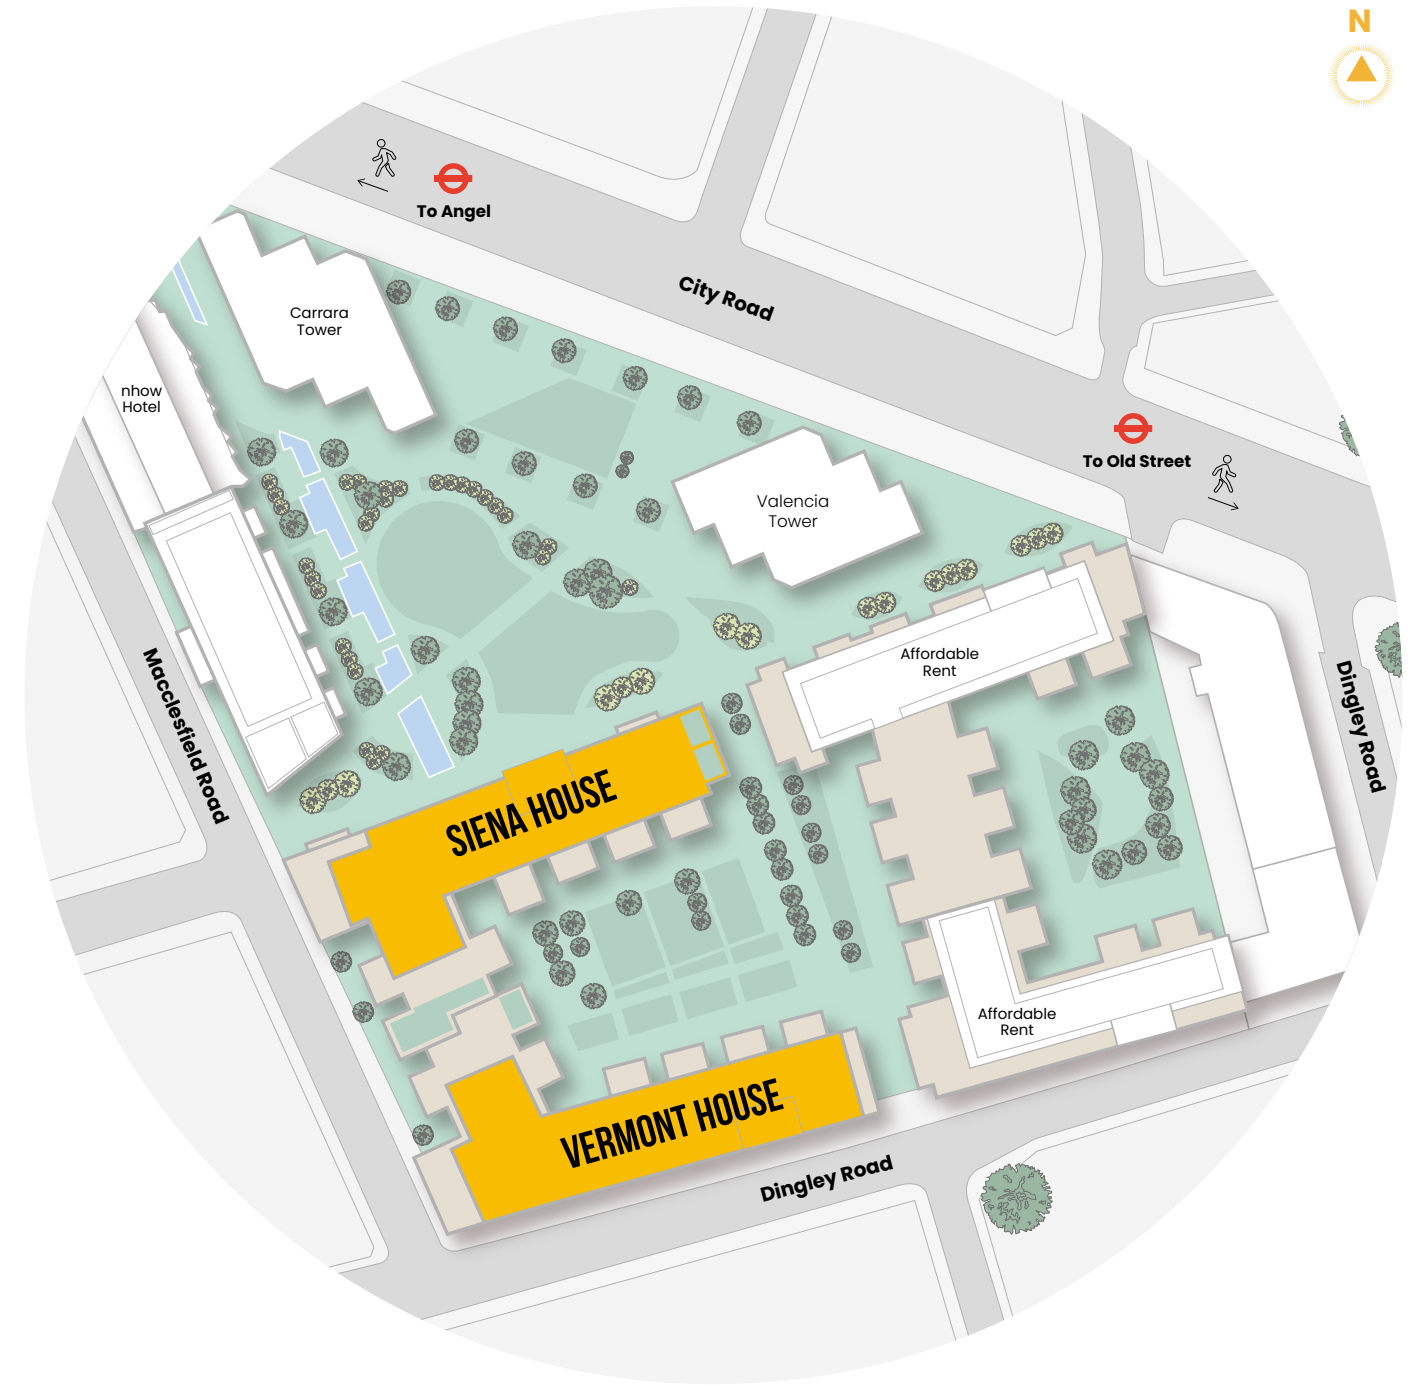 N
To Angel
City Road
Carrara
Tower
nhow
Hotel
To Old Street
Valencia
Tower
Affordable
Rent
Macclesfield Road
Dingley Road
SIENA HOUSE
Affordable
Rent
VERMONT HOUSE
Dingley Road